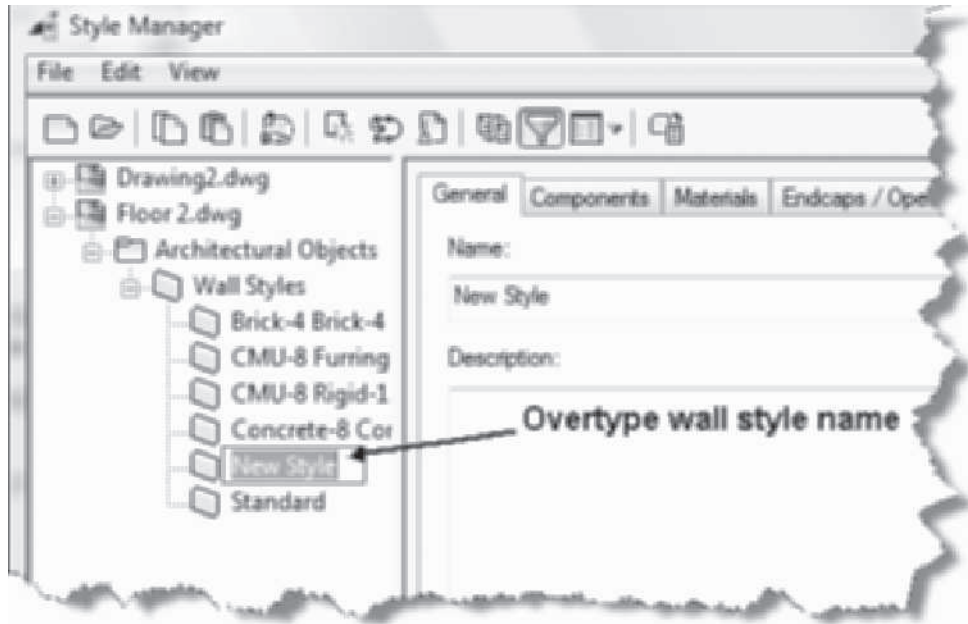 Style Manager
File Edit View
Drawing2.dwg
Floor 2.dwg
Architectural Objects
Wall Styles
Brick-4 Brick-4
CMU-8 Furring
CMU-8 Rigid-1
Concrete-8 Cor
New Style
Standard
General Components Materials Endcaps / Ope
Name:
New Style
Description:
Overtype wall style name